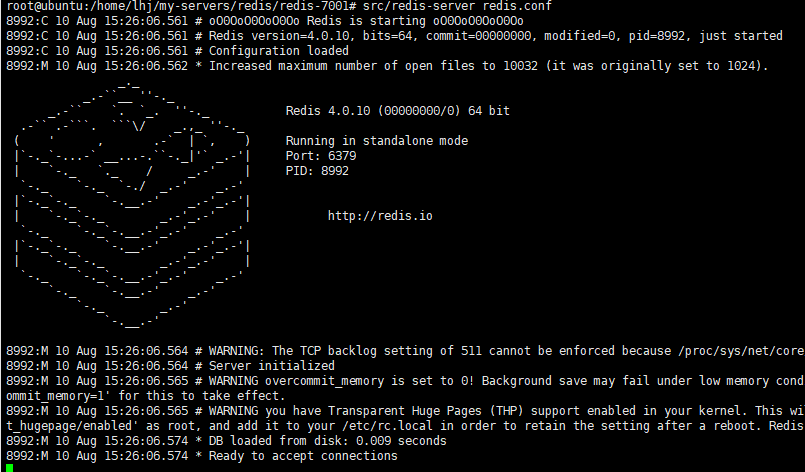 root@ubuntu:/home/lhj/my-servers/redis/redis-7001# src/redis-server redis.conf
8992:C 10 Aug 15:26:06.561 # oO0OoO0OoO0Oo Redis is starting oO0OoO0OoO0Oo
8992:C 10 Aug 15:26:06.561 # Redis version=4.0.10, bits=64, commit=00000000, modified=0, pid=8992, just started
8992:C 10 Aug 15:26:06.561 # Configuration loaded
8992:M 10 Aug 15:26:06.562 * Increased maximum number of open files to 10032 (it was originally set to 1024).
Redis 4.0.10 (00000000/0) 64 bit
Running in standalone mode
Port: 6379
PID: 8992
http://redis.io
8992:M 10 Aug 15:26:06.564 # WARNING: The TCP backlog setting of 511 cannot be enforced because /proc/sys/net/core
8992:M 10 Aug 15:26:06.564 # Server initialized
8992:M 10 Aug 15:26:06.565 # WARNING overcommit_memory is set to 0! Background save may fail under low memory cond
ommit_memory=1' for this to take effect.
8992:M 10 Aug 15:26:06.565 # WARNING you have Transparent Huge Pages (THP) support enabled in your kernel. This wil
t_hugepage/enabled' as root, and add it to your /etc/rc.local in order to retain the setting after a reboot. Redis
8992:M 10 Aug 15:26:06.574 * DB loaded from disk: 0.009 seconds
8992:M 10 Aug 15:26:06.574 * Ready to accept connections